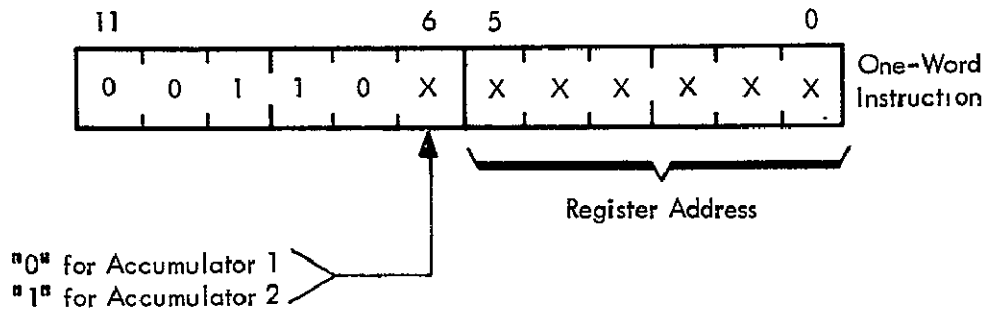 11 6 5 0
0 0 1 1 0 X X X X X X X
One-Word
Instruction
Register Address
"0" for Accumulator 1
"1" for Accumulator 2